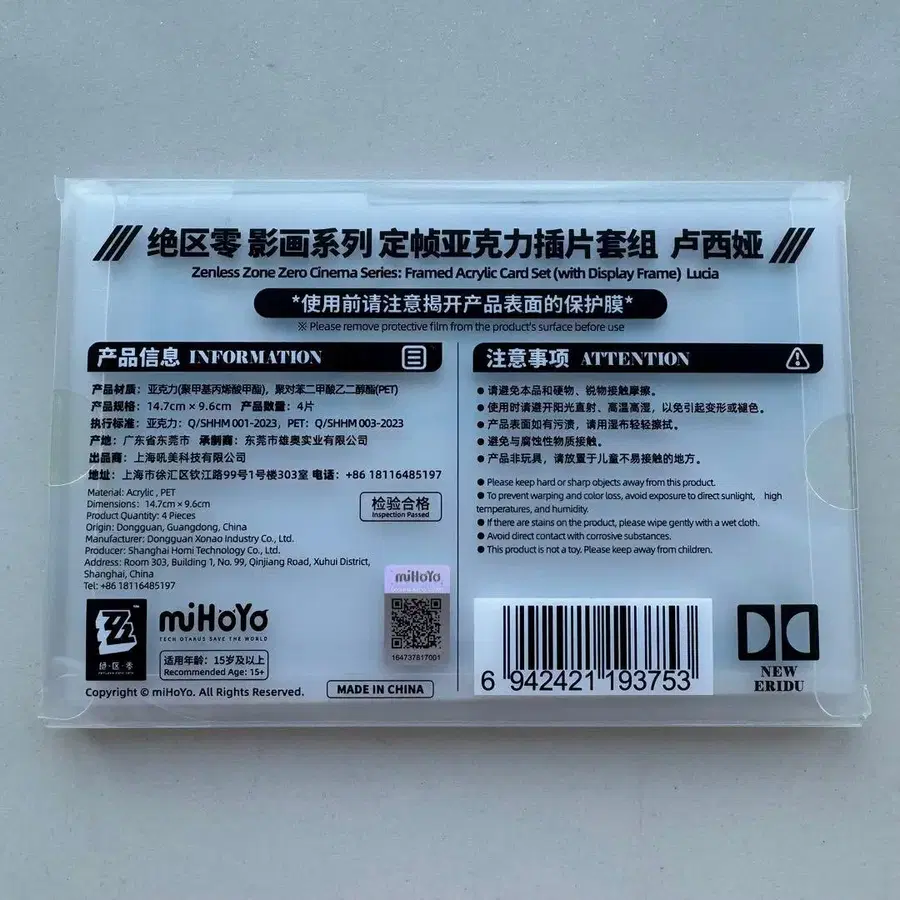 绝区零 影画系列 定帧亚克力插片套组 卢西娅
Zenless Zone Zero Cinema Series: Framed Acrylic Card Set (with Display Frame) Lucia
*使用前请注意揭开产品表面的保护膜*
※ Please remove protective film from the product's surface before use
产品信息 INFORMATION
产品材质：亚克力(聚甲基丙烯酸甲酯)，聚对苯二甲酸乙二醇酯(PET)
产品规格：14.7cm × 9.6cm 产品数量：4片
执行标准：亚克力：Q/SHHM 001-2023，PET：Q/SHHM 003-2023
产地：广东省东莞市 承制商：东莞市雄奥实业有限公司
出品商：上海吼美科技有限公司
地址：上海市徐汇区钦江路99号1号楼303室 电话：+86 18116485197
Material: Acrylic , PET
Dimensions: 14.7cm × 9.6cm
Product Quantity: 4 Pieces
Origin: Dongguan, Guangdong, China
Manufacturer: Dongguan Xonao Industry Co., Ltd.
Producer: Shanghai Homi Technology Co., Ltd.
Address: Room 303, Building 1, No. 99, Qinjiang Road, Xuhui District,
Shanghai, China
Tel: +86 18116485197
检验合格
Inspection Passed
miHoYo
164737817001
绝·区·零
miHoYo
TECH OTAKUS SAVE THE WORLD
适用年龄：15岁及以上
Recommended Age: 15+
Copyright © miHoYo. All Rights Reserved.
MADE IN CHINA
注意事项 ATTENTION
● 请避免本品和硬物、锐物接触摩擦。
● 使用时请避开阳光直射、高温高湿，以免引起变形或褪色。
● 产品表面如有污渍，请用湿布轻轻擦拭。
● 避免与腐蚀性物质接触。
● 产品非玩具，请放置于儿童不易接触的地方。
● Please keep hard or sharp objects away from this product.
● To prevent warping and color loss, avoid exposure to direct sunlight, high
temperatures, and humidity.
● If there are stains on the product, please wipe gently with a wet cloth.
● Avoid direct contact with corrosive substances.
● This product is not a toy. Please keep away from children.
6 942421 193753
NEW
ERIDU